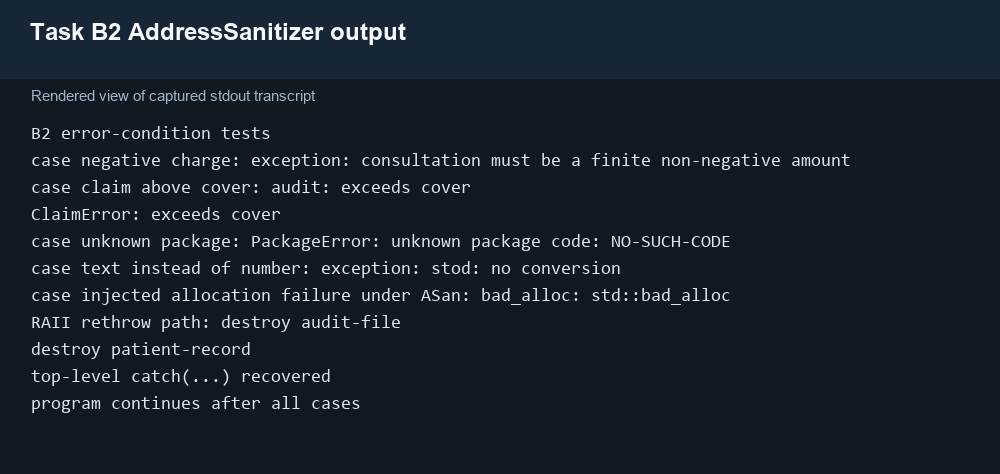 Task B2 AddressSanitizer output
Rendered view of captured stdout transcript
B2 error-condition tests
case negative charge: exception: consultation must be a finite non-negative amount
case claim above cover: audit: exceeds cover
ClaimError: exceeds cover
case unknown package: PackageError: unknown package code: NO-SUCH-CODE
case text instead of number: exception: stod: no conversion
case injected allocation failure under ASan: bad_alloc: std::bad_alloc
RAII rethrow path: destroy audit-file
destroy patient-record
top-level catch(...) recovered
program continues after all cases